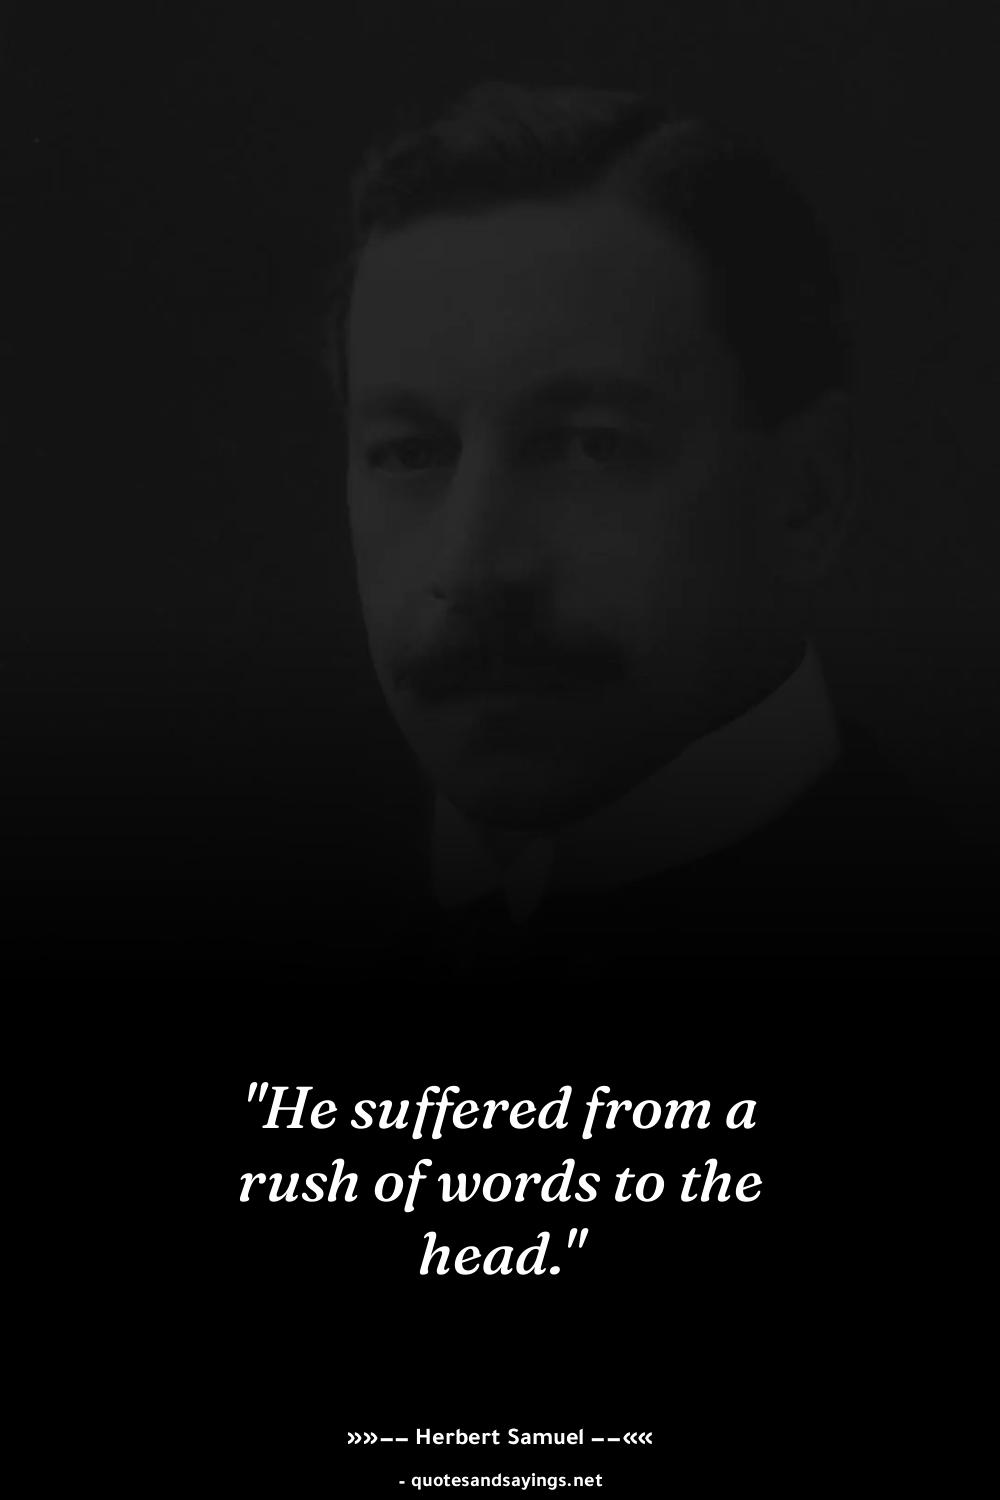 "He suffered from a
rush of words to the
head."
»»–– Herbert Samuel ––««
- quotesandsayings.net